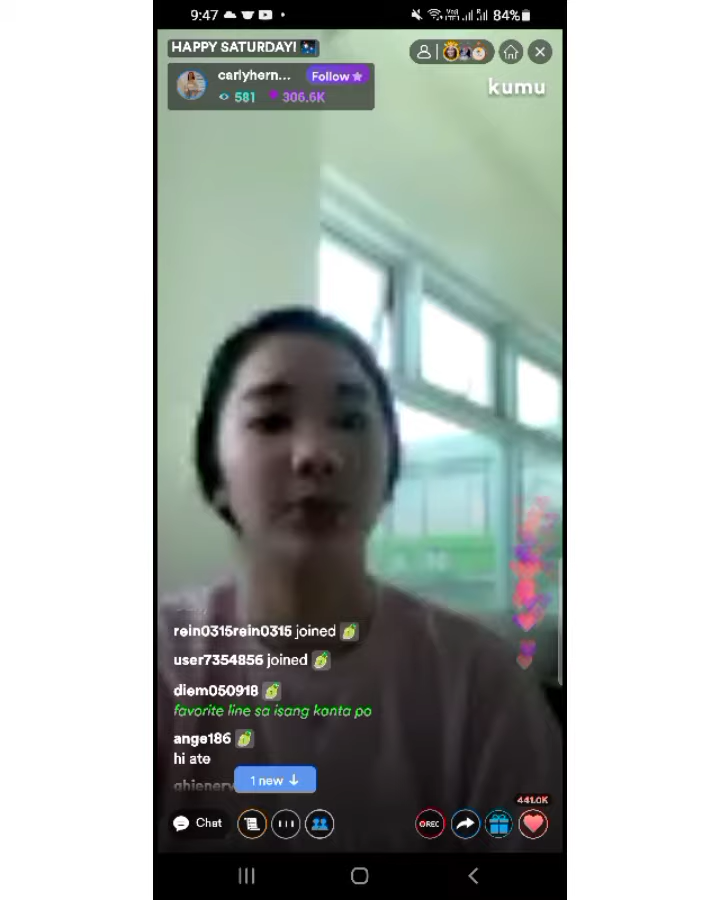 9:47
84%
HAPPY SATURDAY!
carlyhern...
Follow
581
306.6K
kumu
rein0315rein0315 joined
user7354856 joined
diem050918
favorite line sa isang kanta po
ange186
hi ate
1 new ↓
Chat
REC
441.0K